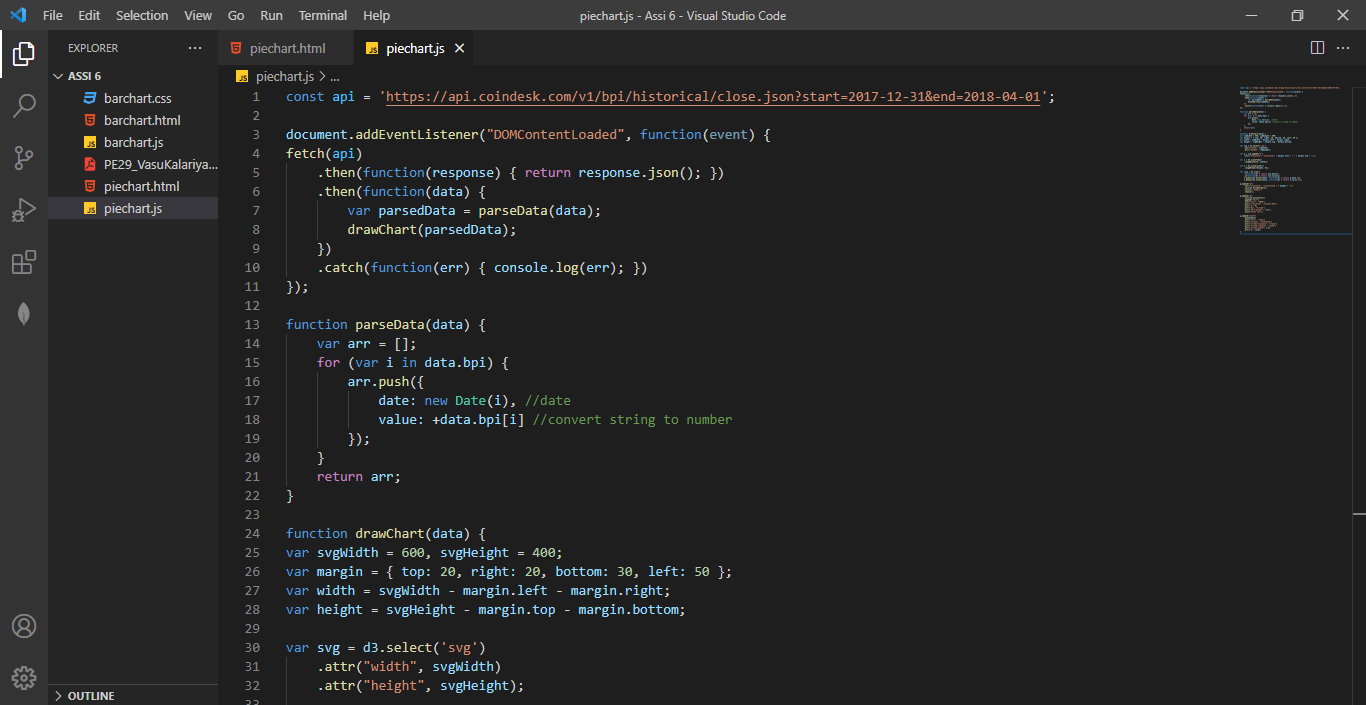 File Edit Selection View Go Run Terminal Help piechart.js - Assi 6 - Visual Studio Code
EXPLORER
ASSI 6
barchart.css
barchart.html
barchart.js
PE29_VasuKalariya...
piechart.html
piechart.js
OUTLINE
piechart.html piechart.js
piechart.js > ...
1 const api = 'https://api.coindesk.com/v1/bpi/historical/close.json?start=2017-12-31&end=2018-04-01';
2
3 document.addEventListener("DOMContentLoaded", function(event) {
4 fetch(api)
5     .then(function(response) { return response.json(); })
6     .then(function(data) {
7         var parsedData = parseData(data);
8         drawChart(parsedData);
9     })
10     .catch(function(err) { console.log(err); })
11 });
12
13 function parseData(data) {
14     var arr = [];
15     for (var i in data.bpi) {
16         arr.push({
17             date: new Date(i), //date
18             value: +data.bpi[i] //convert string to number
19         });
20     }
21     return arr;
22 }
23
24 function drawChart(data) {
25 var svgWidth = 600, svgHeight = 400;
26 var margin = { top: 20, right: 20, bottom: 30, left: 50 };
27 var width = svgWidth - margin.left - margin.right;
28 var height = svgHeight - margin.top - margin.bottom;
29
30 var svg = d3.select('svg')
31     .attr("width", svgWidth)
32     .attr("height", svgHeight);
33